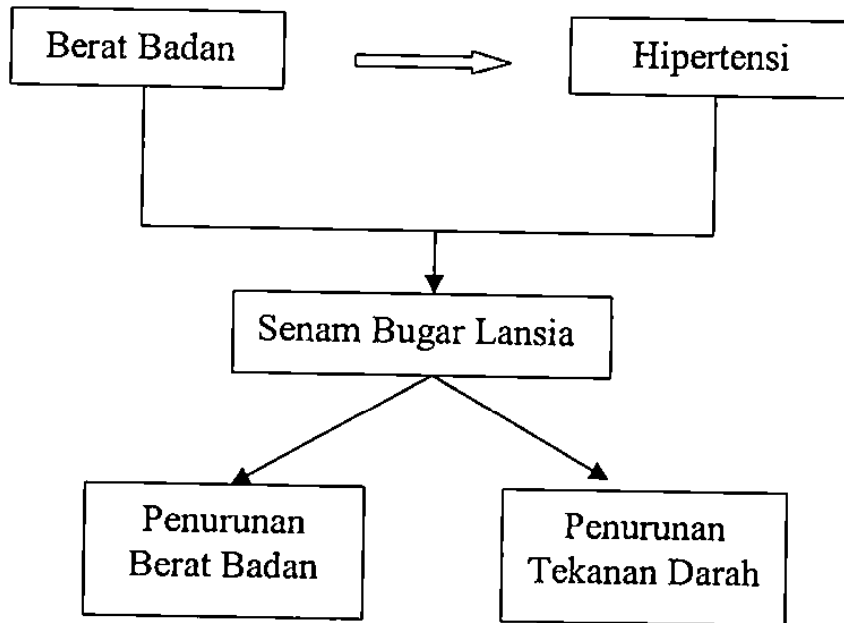 Berat Badan
Hipertensi
Senam Bugar Lansia
Penurunan
Berat Badan
Penurunan
Tekanan Darah